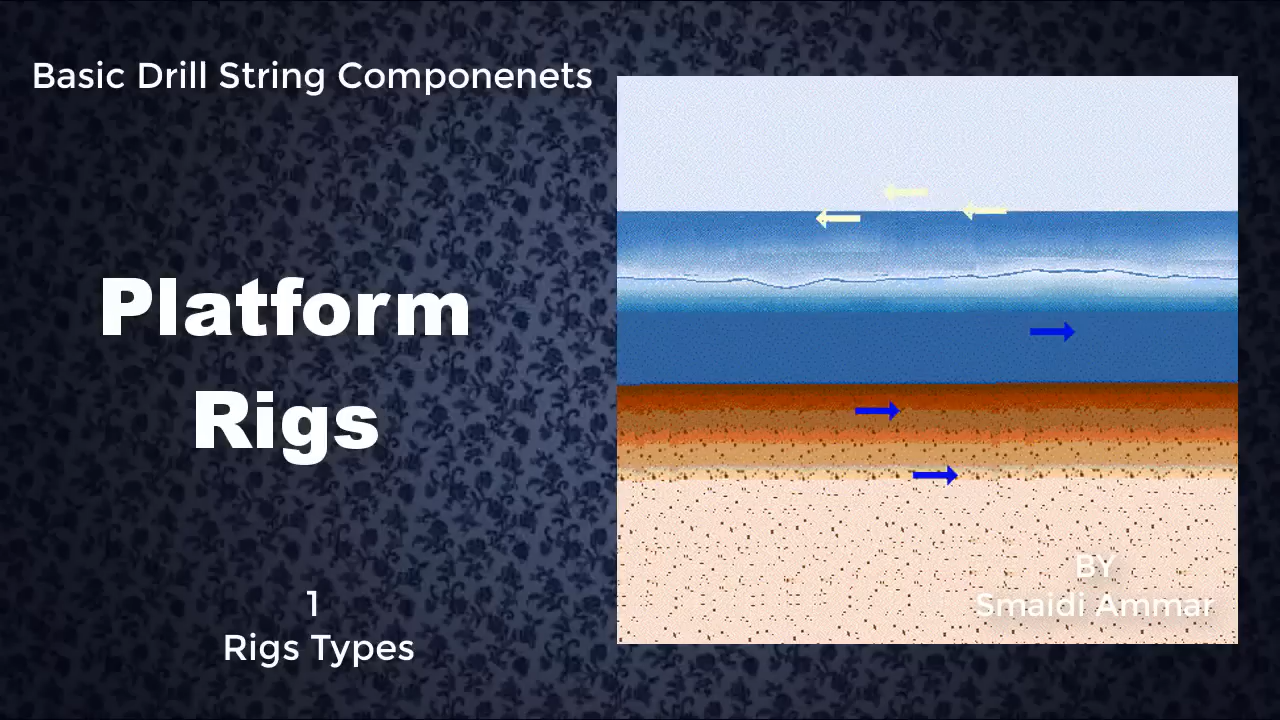 Basic Drill String Componenets
Platform
Rigs
1
Rigs Types
BY
Smaidi Ammar